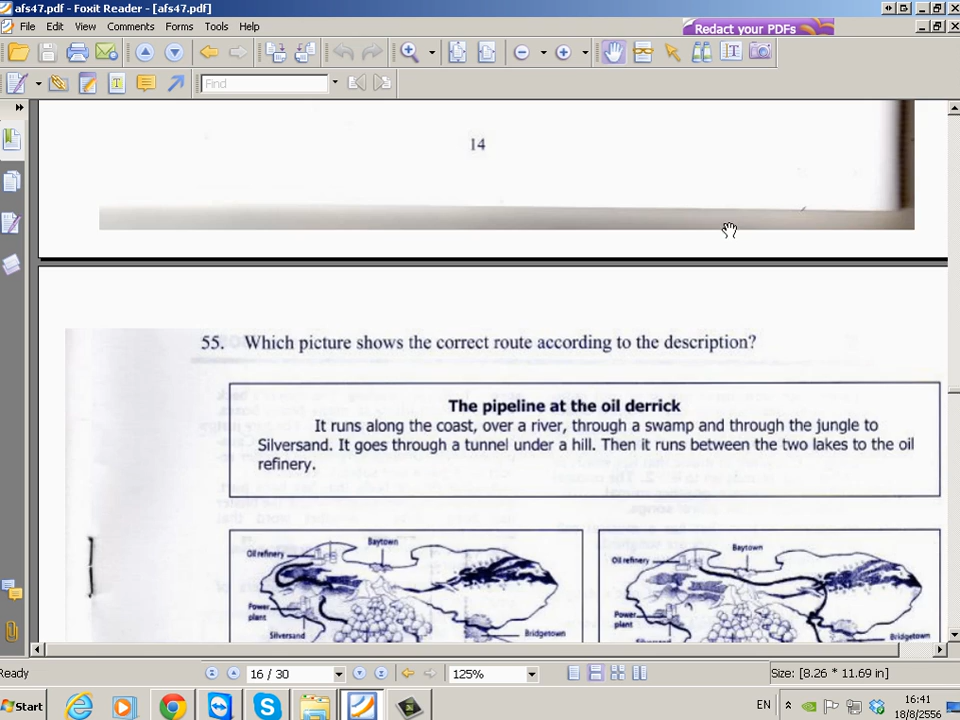 afs47.pdf - Foxit Reader - [afs47.pdf]
File Edit View Comments Forms Tools Help
Redact your PDFs
Find
14
55. Which picture shows the correct route according to the description?
The pipeline at the oil derrick
It runs along the coast, over a river, through a swamp and through the jungle to
Silversand. It goes through a tunnel under a hill. Then it runs between the two lakes to the oil
refinery.
Oil refinery
Baytown
Power
plant
Silversand
Bridgetown
Oil refinery
Baytown
Power
plant
Bridgetown
Ready
16 / 30
125%
Size: [8.26 * 11.69 in]
Start
EN
16:41
18/8/2556